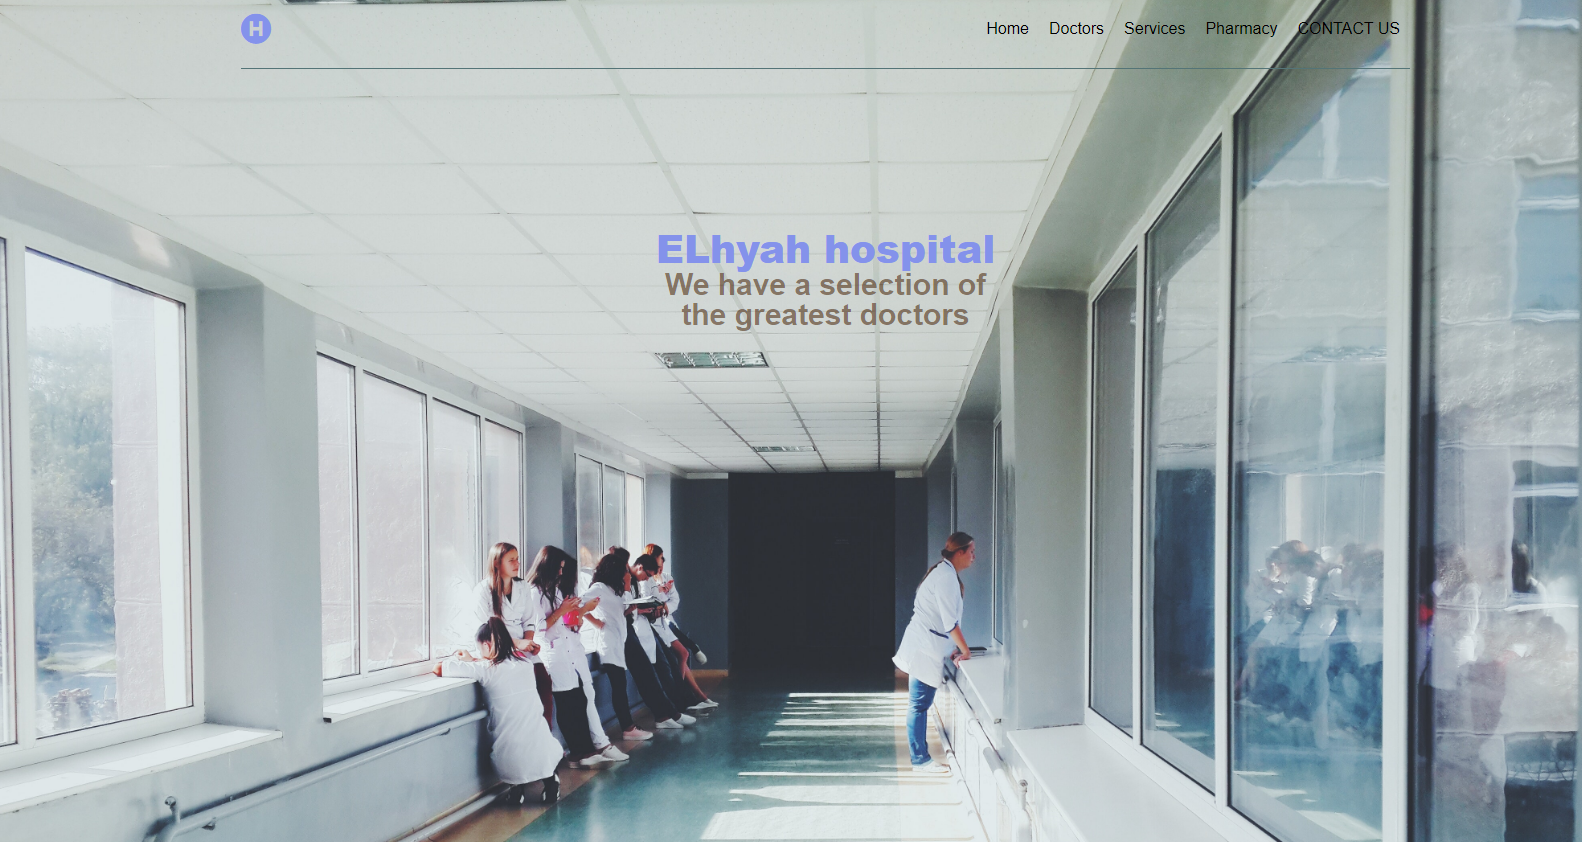 H
Home Doctors Services Pharmacy CONTACT US
ELhyah hospital
We have a selection of
the greatest doctors